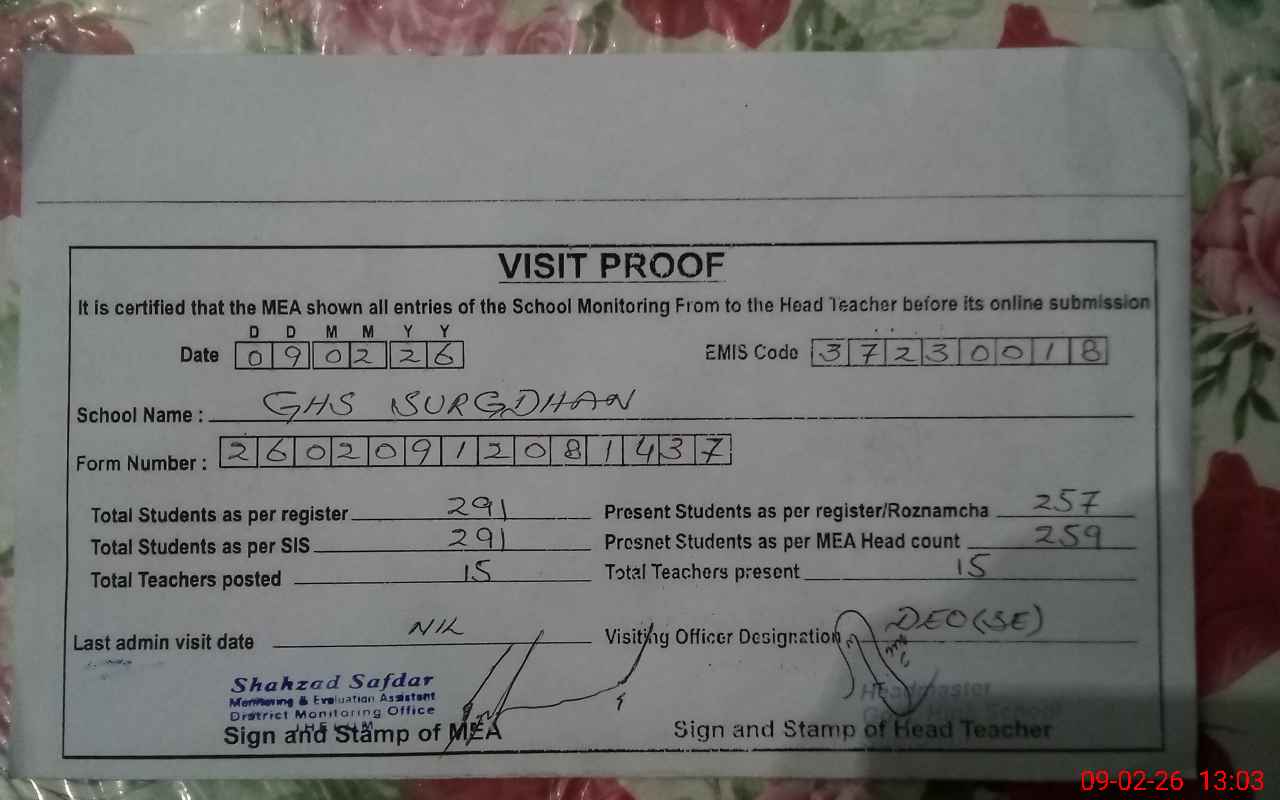 VISIT PROOF
It is certified that the MEA shown all entries of the School Monitoring From to the Head Teacher before its online submission
D D M M Y Y
Date 0 9 0 2 2 6 EMIS Code 3 7 2 3 0 0 1 8
School Name : GHS SURGDHAN
Form Number : 2 6 0 2 0 9 1 2 0 8 1 4 3 7
Total Students as per register 291 Present Students as per register/Roznamcha 257
Total Students as per SIS 291 Presnet Students as per MEA Head count 259
Total Teachers posted 15 Total Teachers present 15
Last admin visit date NIL Visiting Officer Designation DEO(SE)
Shahzad Safdar
Monitoring & Evaluation Assistant
District Monitoring Office
JHELUM
Headmaster
Sign and Stamp of MEA Sign and Stamp of Head Teacher
09-02-26 13:03